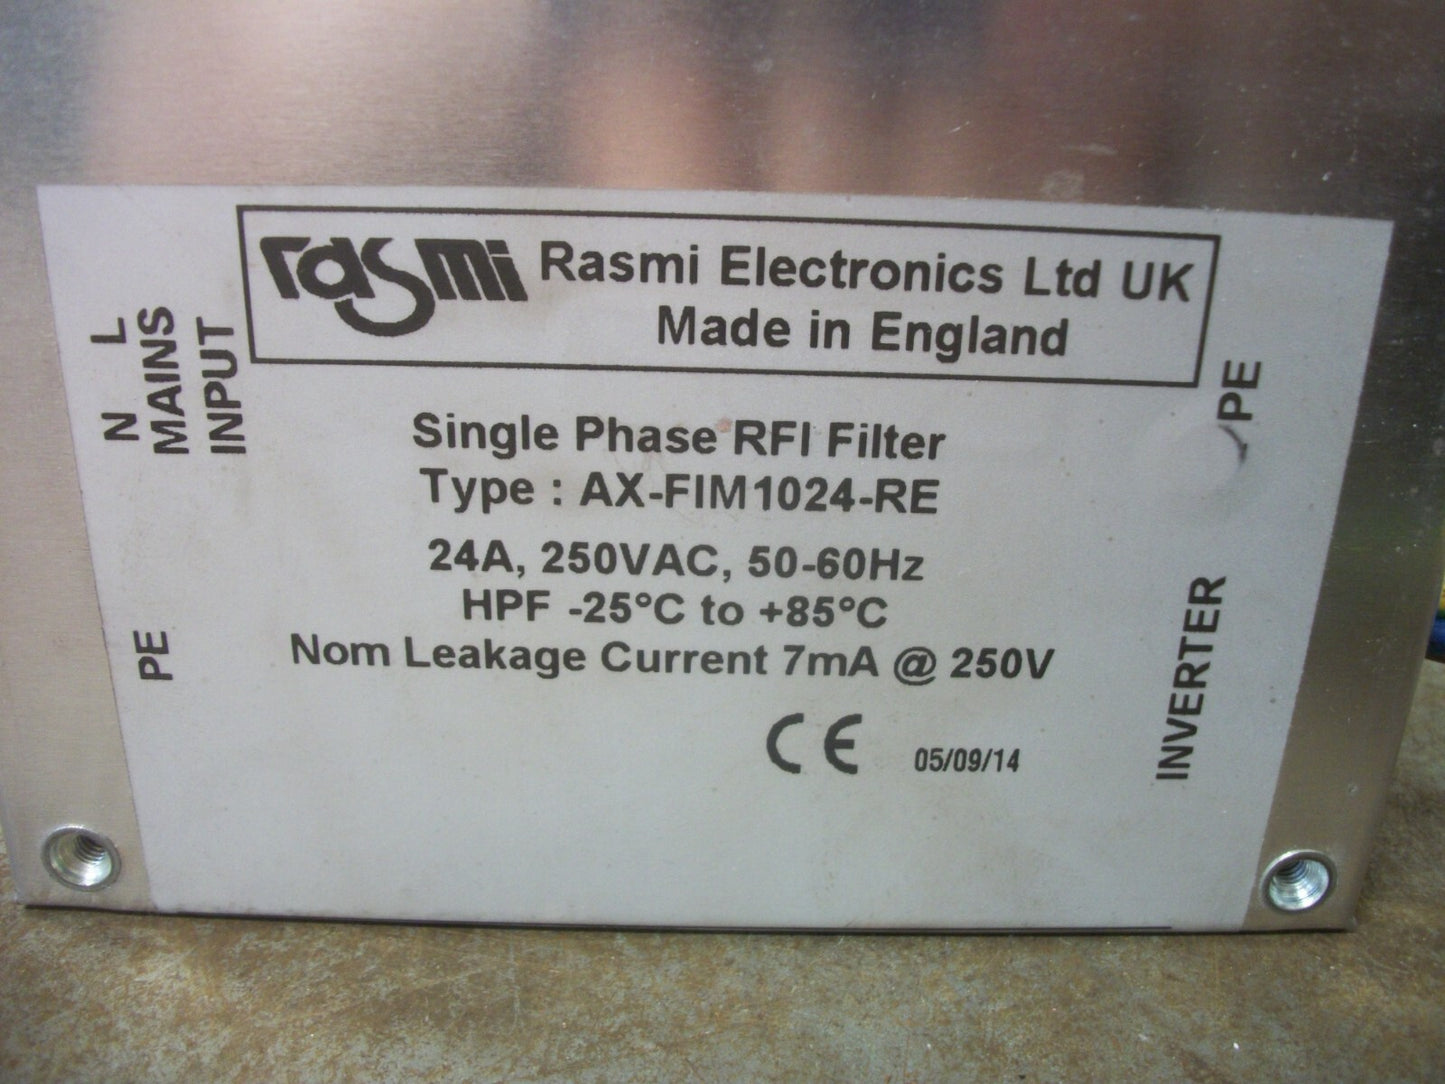 rasmi
Rasmi Electronics Ltd UK
Made in England
N L
MAINS
INPUT
PE
Single Phase RFI Filter
Type : AX-FIM1024-RE
24A, 250VAC, 50-60Hz
HPF -25°C to +85°C
Nom Leakage Current 7mA @ 250V
CE 05/09/14
PE
INVERTER